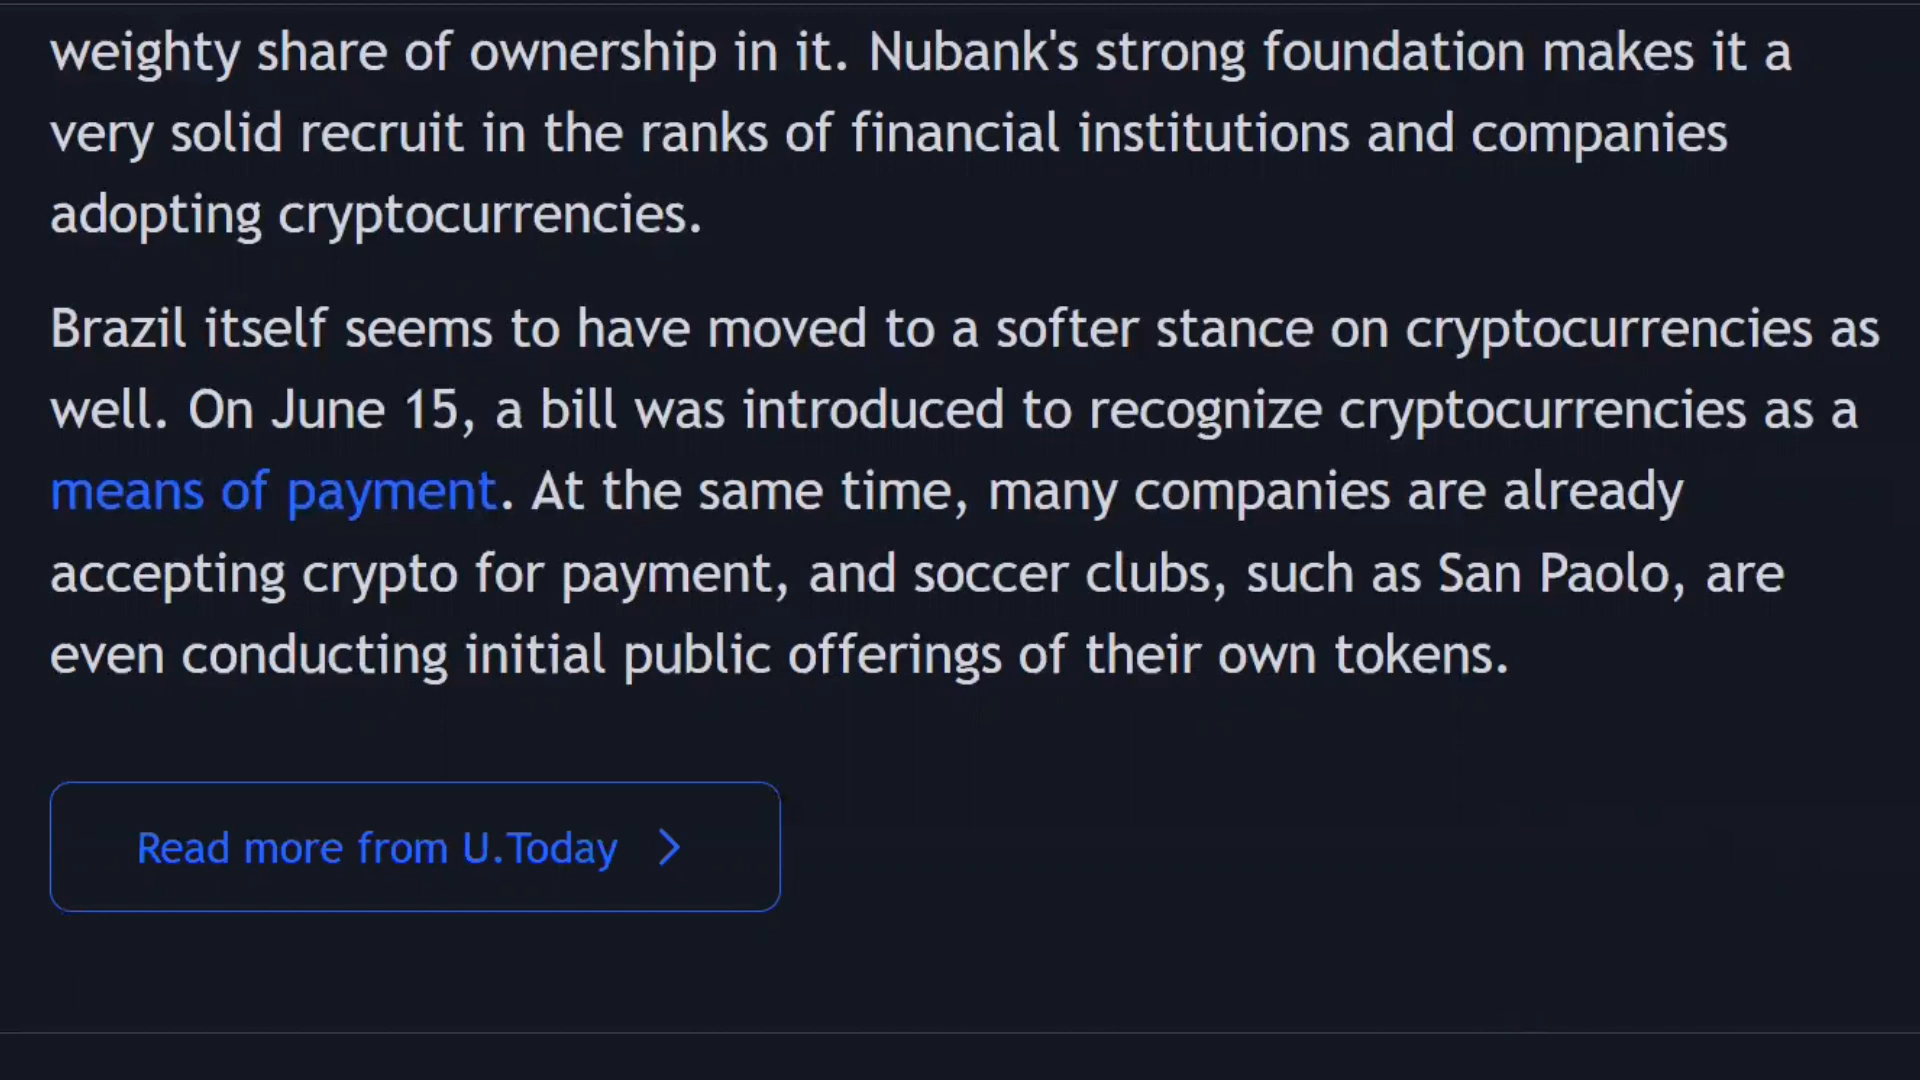 weighty share of ownership in it. Nubank's strong foundation makes it a
very solid recruit in the ranks of financial institutions and companies
adopting cryptocurrencies.
Brazil itself seems to have moved to a softer stance on cryptocurrencies as
well. On June 15, a bill was introduced to recognize cryptocurrencies as a
means of payment. At the same time, many companies are already
accepting crypto for payment, and soccer clubs, such as San Paolo, are
even conducting initial public offerings of their own tokens.
Read more from U.Today